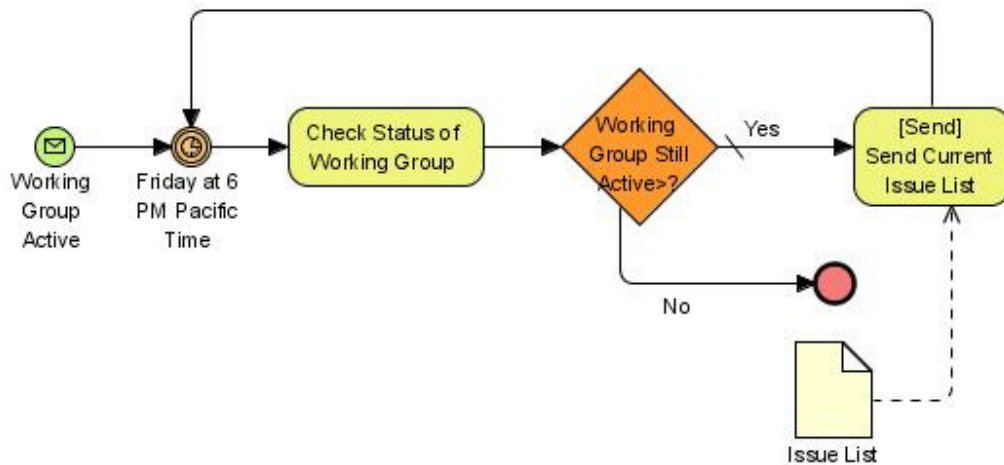 Working
Group
Active
Friday at 6
PM Pacific
Time
Check Status of
Working Group
Working
Group Still
Active>?
Yes
No
[Send]
Send Current
Issue List
Issue List